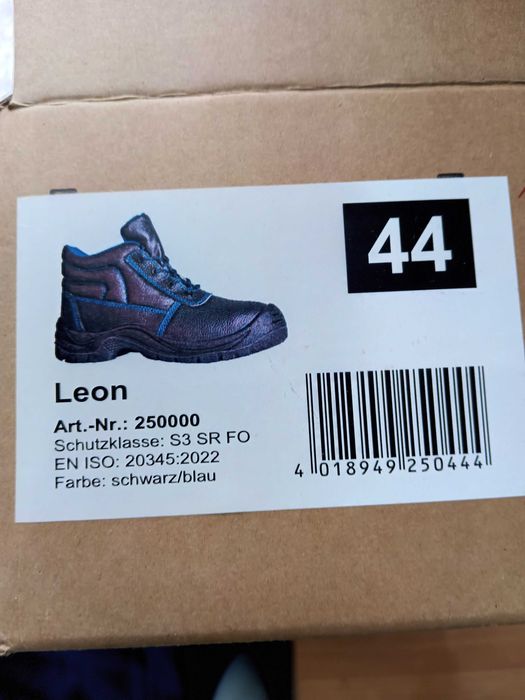 44
Leon
Art.-Nr.: 250000
Schutzklasse: S3 SR FO
EN ISO: 20345:2022
Farbe: schwarz/blau
4 018949 250444